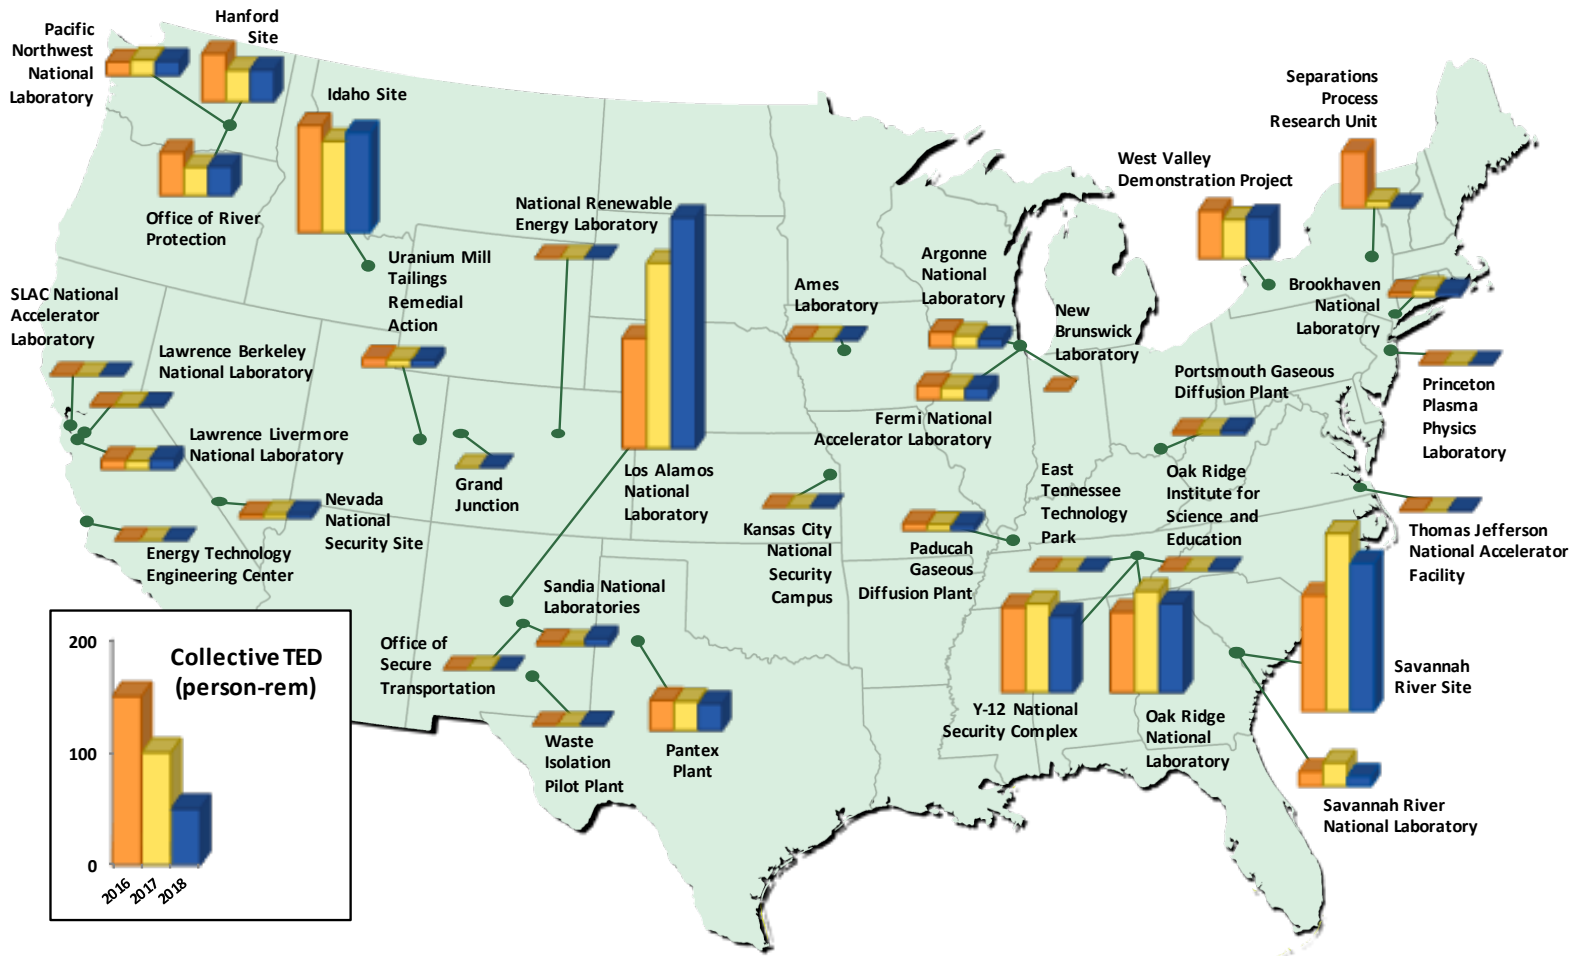 Pacific
Northwest
National
Laboratory
Hanford
Site
Idaho Site
Office of River
Protection
Uranium Mill
Tailings
Remedial
Action
National Renewable
Energy Laboratory
SLAC National
Accelerator
Laboratory
Lawrence Berkeley
National Laboratory
Lawrence Livermore
National Laboratory
Nevada
National
Security Site
Energy Technology
Engineering Center
Grand
Junction
Los Alamos
National
Laboratory
Ames
Laboratory
Argonne
National
Laboratory
New
Brunswick
Laboratory
Fermi National
Accelerator Laboratory
Kansas City
National
Security
Campus
Paducah
Gaseous
Diffusion Plant
East
Tennessee
Technology
Park
Separations
Process
Research Unit
West Valley
Demonstration Project
Brookhaven
National
Laboratory
Princeton
Plasma
Physics
Laboratory
Portsmouth Gaseous
Diffusion Plant
Oak Ridge
Institute for
Science and
Education
Thomas Jefferson
National Accelerator
Facility
Savannah
River Site
Savannah River
National Laboratory
Y-12 National
Security Complex
Oak Ridge
National
Laboratory
Sandia National
Laboratories
Office of
Secure
Transportation
Waste
Isolation
Pilot Plant
Pantex
Plant
Collective TED
(person-rem)
200
100
0
2016
2017
2018